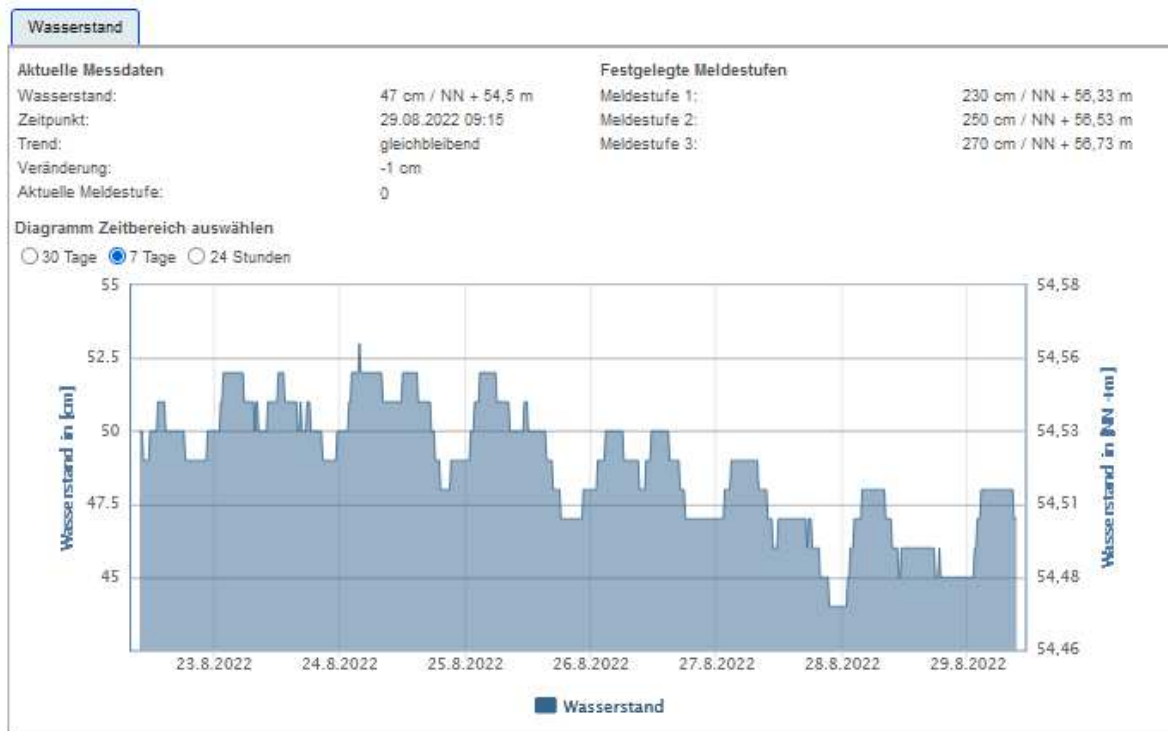 Wasserstand
Aktuelle Messdaten
Wasserstand: 47 cm / NN + 54,5 m
Zeitpunkt: 29.08.2022 09:15
Trend: gleichbleibend
Veränderung: -1 cm
Aktuelle Meldestufe: 0
Festgelegte Meldestufen
Meldestufe 1: 230 cm / NN + 56,33 m
Meldestufe 2: 250 cm / NN + 56,53 m
Meldestufe 3: 270 cm / NN + 56,73 m
Diagramm Zeitbereich auswählen
30 Tage 7 Tage 24 Stunden
Wasserstand in [cm]
55
52.5
50
47.5
45
54,58
54,56
54,53
54,51
54,48
54,46
Wasserstand in [NN +m]
23.8.2022 24.8.2022 25.8.2022 26.8.2022 27.8.2022 28.8.2022 29.8.2022
Wasserstand